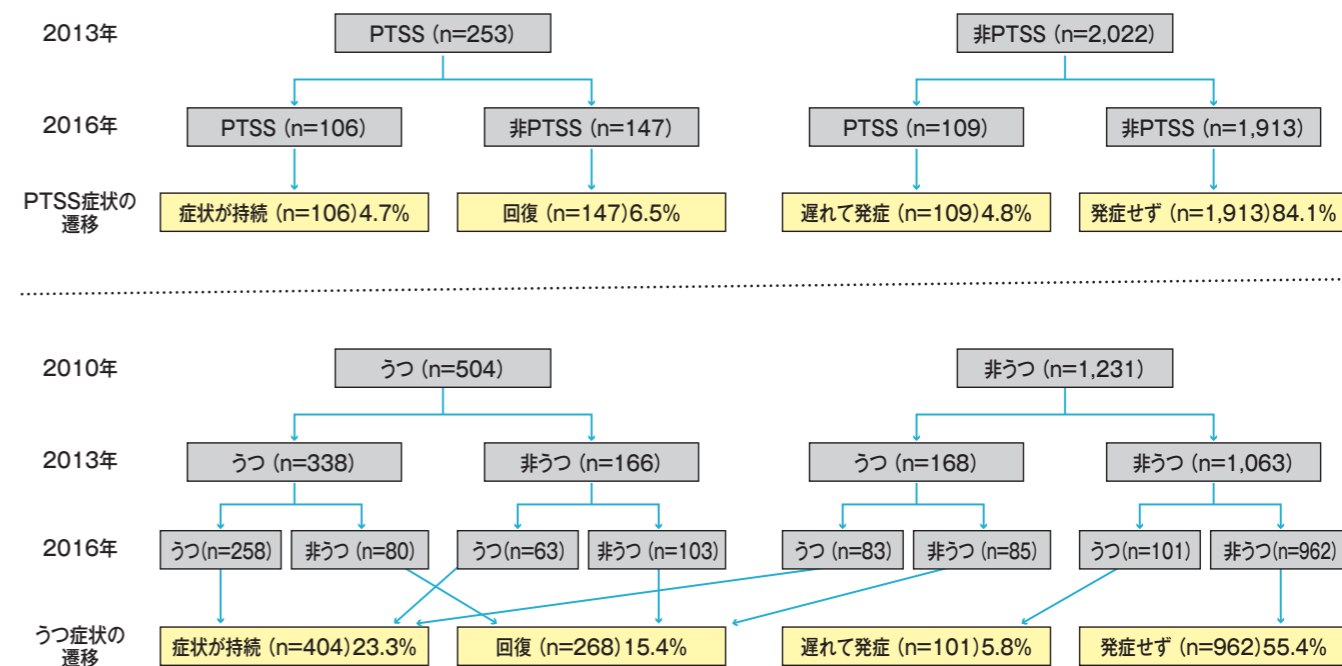 2013年
PTSS（n=253）
非PTSS（n=2,022）
2016年
PTSS（n=106）
非PTSS（n=147）
PTSS（n=109）
非PTSS（n=1,913）
PTSS症状の
遷移
症状が持続（n=106）4.7%
回復（n=147）6.5%
遅れて発症（n=109）4.8%
発症せず（n=1,913）84.1%
2010年
うつ（n=504）
非うつ（n=1,231）
2013年
うつ（n=338）
非うつ（n=166）
うつ（n=168）
非うつ（n=1,063）
2016年
うつ(n=258)
非うつ(n=80)
うつ(n=63)
非うつ(n=103)
うつ(n=83)
非うつ(n=85)
うつ(n=101)
非うつ(n=962)
うつ症状の
遷移
症状が持続（n=404）23.3%
回復（n=268）15.4%
遅れて発症（n=101）5.8%
発症せず（n=962）55.4%